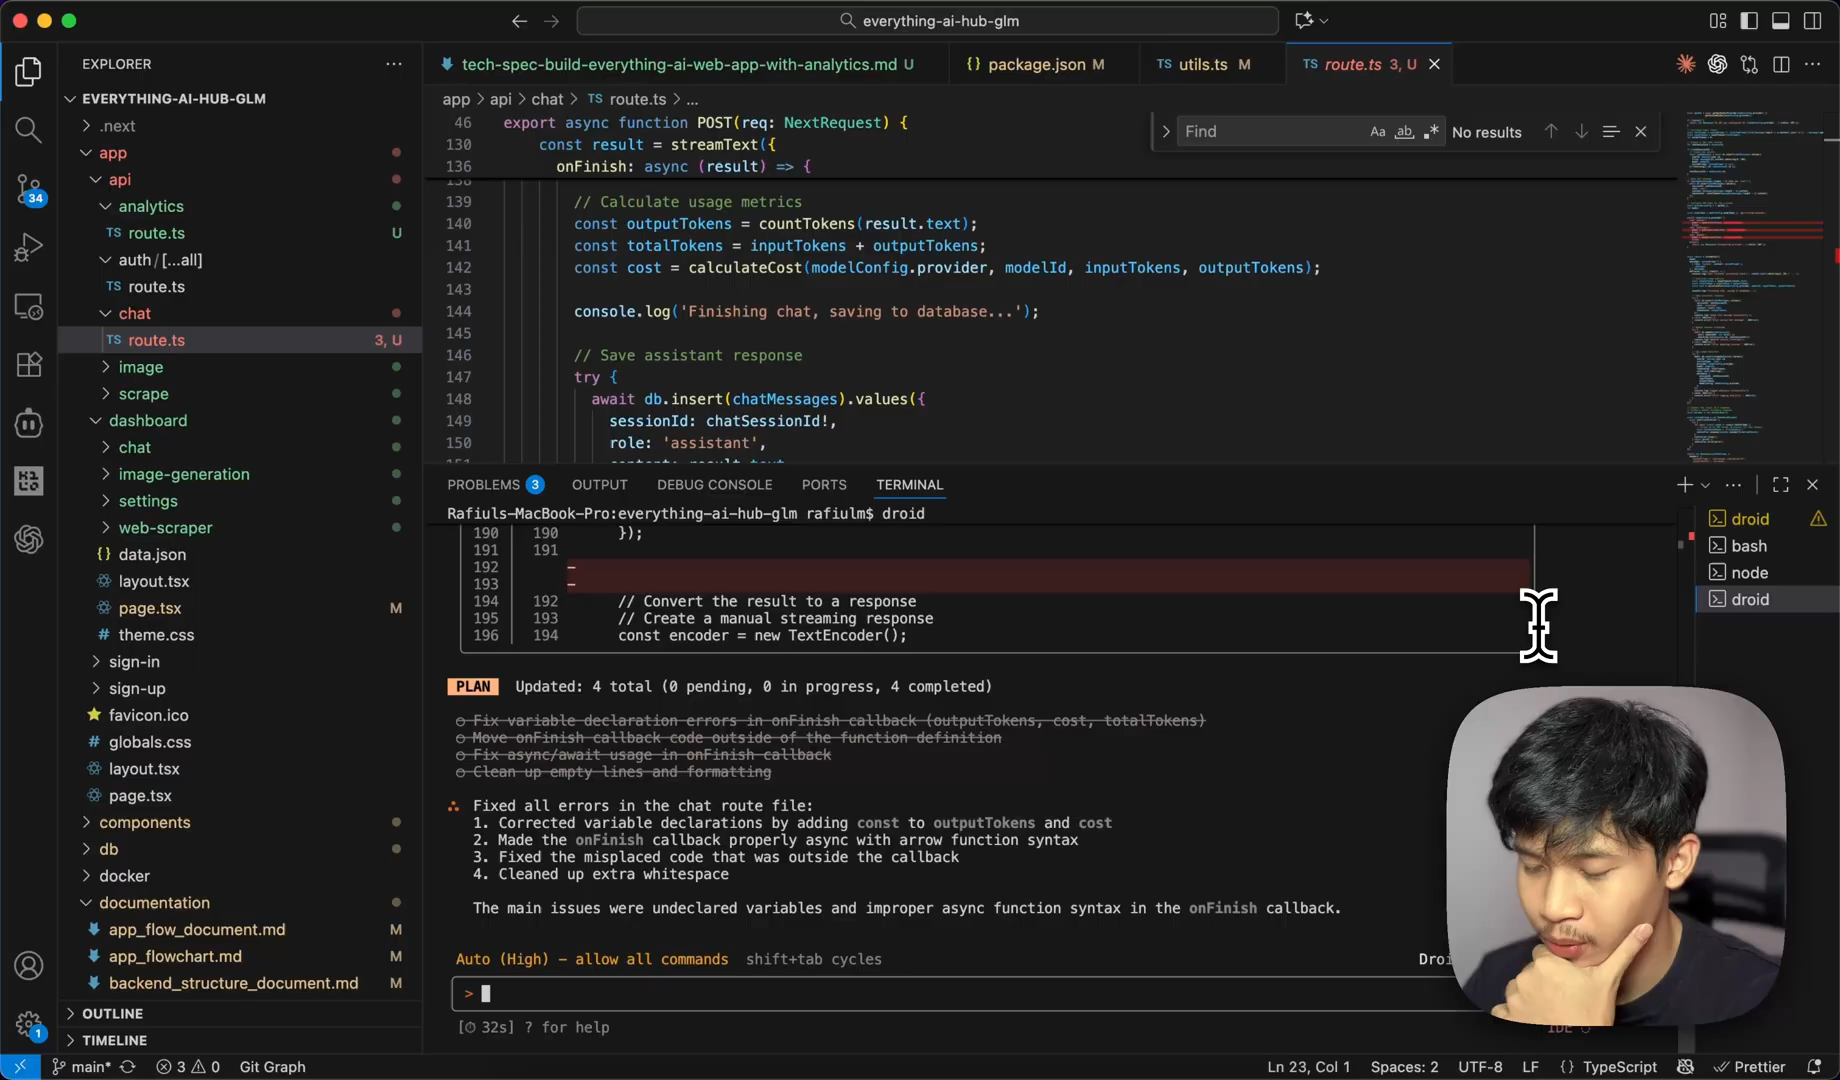 everything-ai-hub-glm
EXPLORER
EVERYTHING-AI-HUB-GLM
.next
app
api
analytics
TS route.ts U
auth/[...all]
TS route.ts
chat
TS route.ts 3, U
image
scrape
dashboard
chat
image-generation
settings
web-scraper
{} data.json
layout.tsx
page.tsx M
# theme.css
sign-in
sign-up
favicon.ico
# globals.css
layout.tsx
page.tsx
components
db
docker
documentation
app_flow_document.md M
app_flowchart.md M
backend_structure_document.md M
OUTLINE
TIMELINE
34
1
tech-spec-build-everything-ai-web-app-with-analytics.md U
{} package.json M
TS utils.ts M
TS route.ts 3, U
app > api > chat > TS route.ts > ...
Find
Aa ab
No results
46 export async function POST(req: NextRequest) {
130 const result = streamText({
136 onFinish: async (result) => {
139 // Calculate usage metrics
140 const outputTokens = countTokens(result.text);
141 const totalTokens = inputTokens + outputTokens;
142 const cost = calculateCost(modelConfig.provider, modelId, inputTokens, outputTokens);
143
144 console.log('Finishing chat, saving to database...');
145
146 // Save assistant response
147 try {
148 await db.insert(chatMessages).values({
149 sessionId: chatSessionId!,
150 role: 'assistant',
PROBLEMS 3
OUTPUT
DEBUG CONSOLE
PORTS
TERMINAL
Rafiuls-MacBook-Pro:everything-ai-hub-glm rafiulm$ droid
190 190 });
191 191
192 -
193 -
194 192 // Convert the result to a response
195 193 // Create a manual streaming response
196 194 const encoder = new TextEncoder();
PLAN Updated: 4 total (0 pending, 0 in progress, 4 completed)
Fix variable declaration errors in onFinish callback (outputTokens, cost, totalTokens)
Move onFinish callback code outside of the function definition
Fix async/await usage in onFinish callback
Clean up empty lines and formatting
Fixed all errors in the chat route file:
1. Corrected variable declarations by adding const to outputTokens and cost
2. Made the onFinish callback properly async with arrow function syntax
3. Fixed the misplaced code that was outside the callback
4. Cleaned up extra whitespace
The main issues were undeclared variables and improper async function syntax in the onFinish callback.
Auto (High) – allow all commands shift+tab cycles
>
[⏱ 32s] ? for help
IDE
droid
bash
node
droid
main*
3 0
Git Graph
Ln 23, Col 1
Spaces: 2
UTF-8
LF
{} TypeScript
Prettier